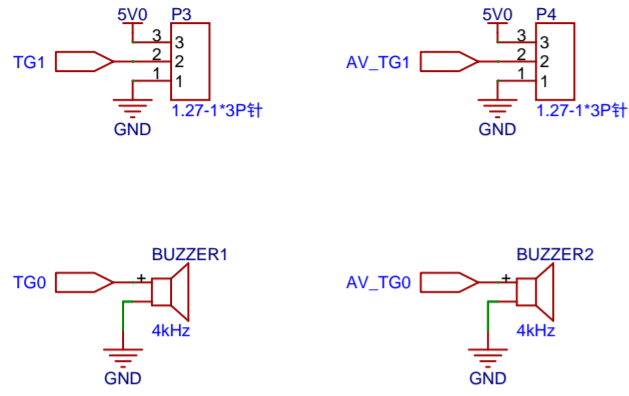 5V0 P3
5V0 P4
3 3
3 3
TG1
2 2
AV_TG1
2 2
1 1
1 1
1.27-1*3P针
1.27-1*3P针
GND
GND
BUZZER1
BUZZER2
TG0
+
AV_TG0
+
4kHz
4kHz
GND
GND